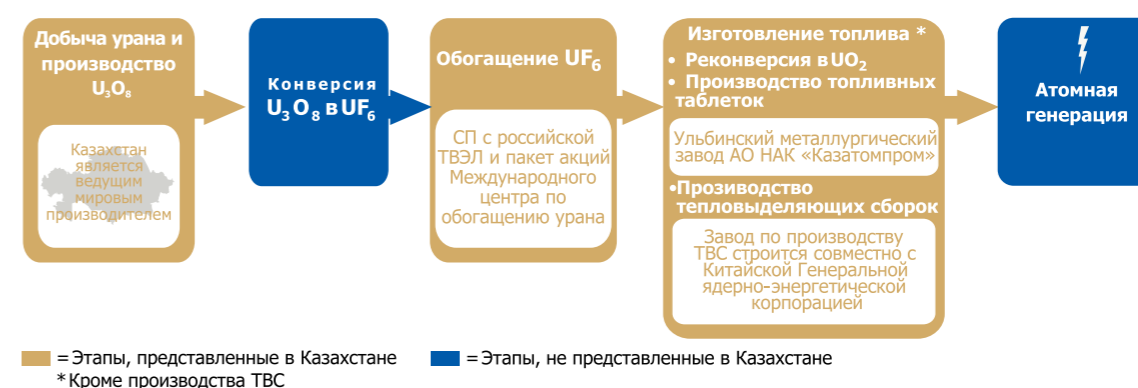 Добыча урана и
производство
U₃O₈
Казахстан
является
ведущим
мировым
производителем
Конверсия
U₃O₈ в UF₆
Обогащение UF₆
СП с российской
ТВЭЛ и пакет акций
Международного
центра по
обогащению урана
Изготовление топлива *
• Реконверсия в UO₂
• Производство топливных
таблеток
Ульбинский металлургический
завод АО НАК «Казатомпром»
•Прозиводство
тепловыделяющих сборок
Завод по производству
ТВС строится совместно с
Китайской Генеральной
ядерно-энергетической
корпорацией
Атомная
генерация
= Этапы, представленные в Казахстане
= Этапы, не представленные в Казахстане
* Кроме производства ТВС